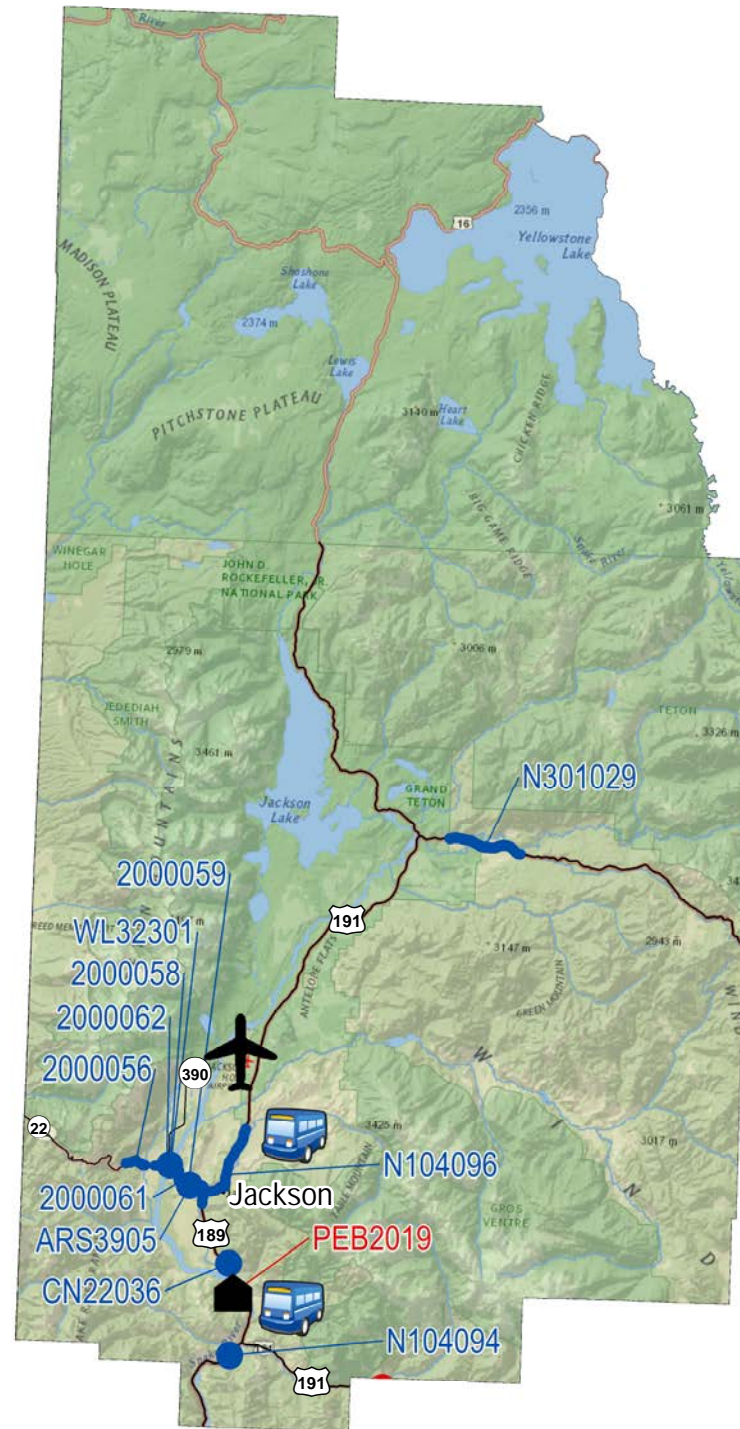 River
16
2356 m
Yellowstone
Lake
MADISON PLATEAU
Shoshone
Lake
2374 m
Lewis
Lake
PITCHSTONE PLATEAU
3140 m
Heart
Lake
CHICKEN RIDGE
3061 m
BIG GAME RIDGE
Snake River
WINEGAR
HOLE
JOHN D.
ROCKEFELLER, JR.
NATIONAL PARK
2979 m
3006 m
JEDEDIAH
SMITH
TETON
3326 m
3461 m
GRAND
TETON
N301029
Jackson
Lake
2000059
WL32301
191
2000058
3147 m
2943 m
ANTELOPE FLATS
GREEN MOUNTAIN
2000062
2000056
390
22
3425 m
3017 m
N104096
2000061
Jackson
GROS
VENTRE
ARS3905
189
PEB2019
CN22036
N104094
191
W I N D